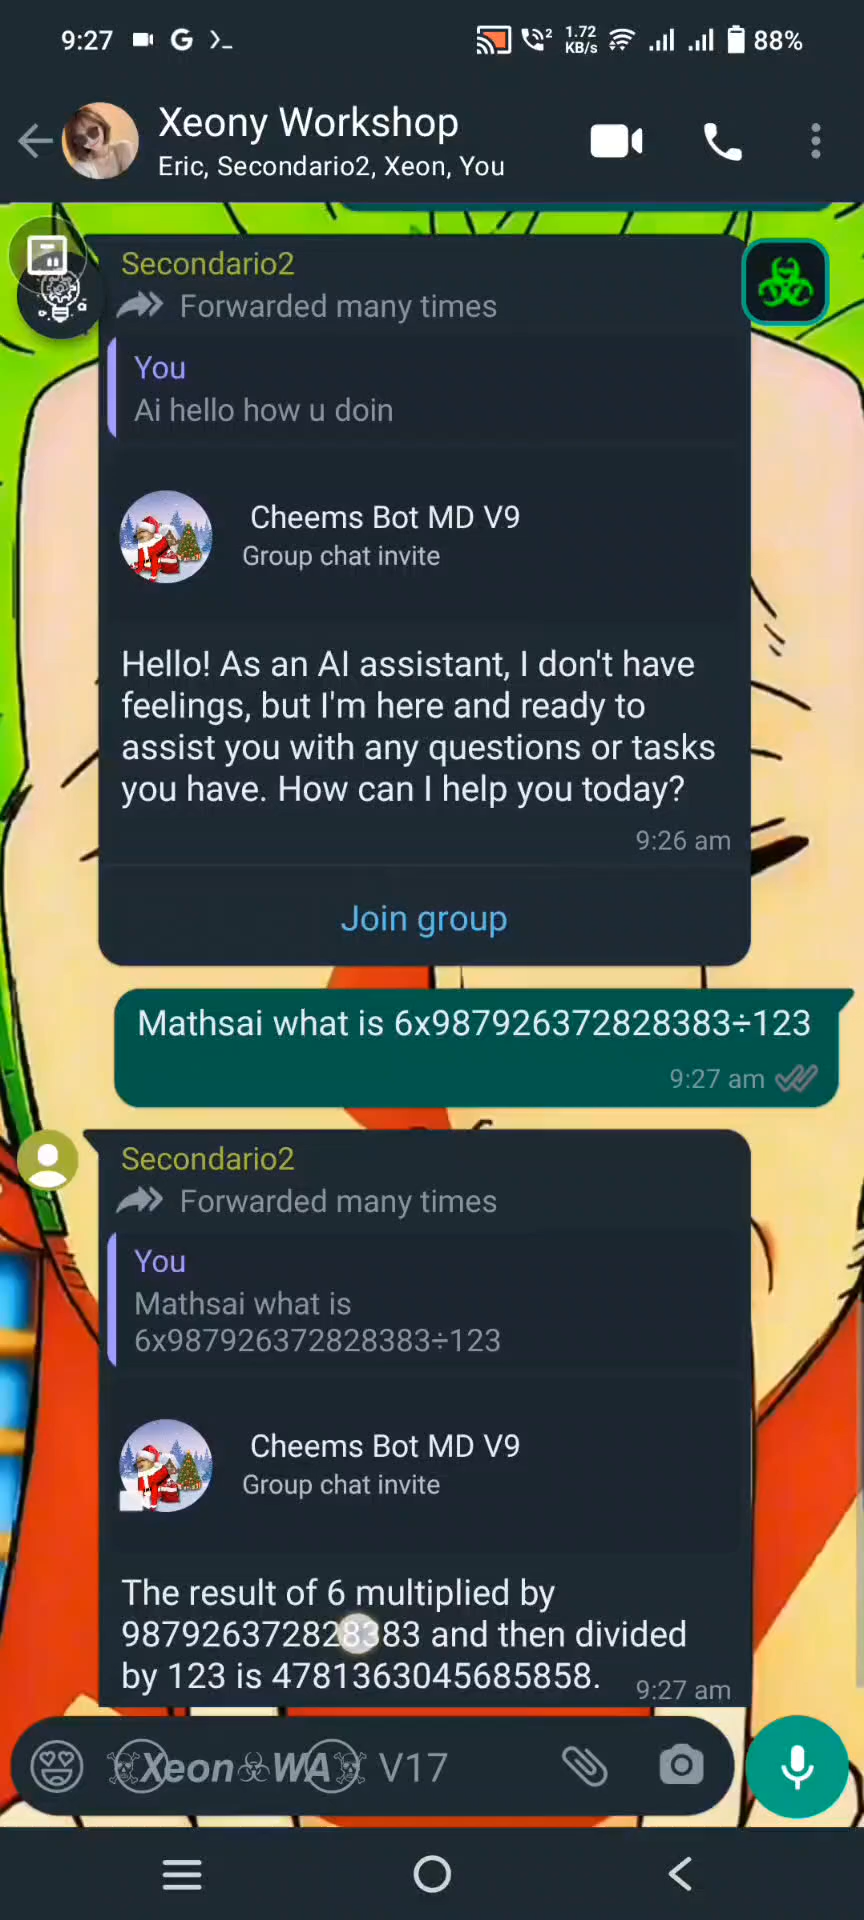 9:27 G >_ 2 1.72 KB/s 88%
Xeony Workshop
Eric, Secondario2, Xeon, You
Secondario2
Forwarded many times
You
Ai hello how u doin
Cheems Bot MD V9
Group chat invite
Hello! As an AI assistant, I don't have
feelings, but I'm here and ready to
assist you with any questions or tasks
you have. How can I help you today?
9:26 am
Join group
Mathsai what is 6x987926372828383÷123
9:27 am
Secondario2
Forwarded many times
You
Mathsai what is
6x987926372828383÷123
Cheems Bot MD V9
Group chat invite
The result of 6 multiplied by
987926372828383 and then divided
by 123 is 4781363045685858.
9:27 am
☠Xeon☣WA☠ V17